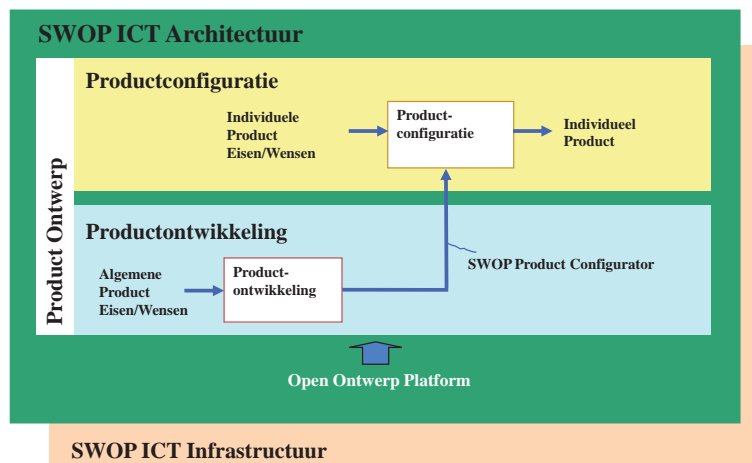 SWOP ICT Architectuur
Product Ontwerp
Productconfiguratie
Individuele
Product
Eisen/Wensen
Product-
configuratie
Individueel
Product
Productontwikkeling
SWOP Product Configurator
Algemene
Product
Eisen/Wensen
Product-
ontwikkeling
Open Ontwerp Platform
SWOP ICT Infrastructuur